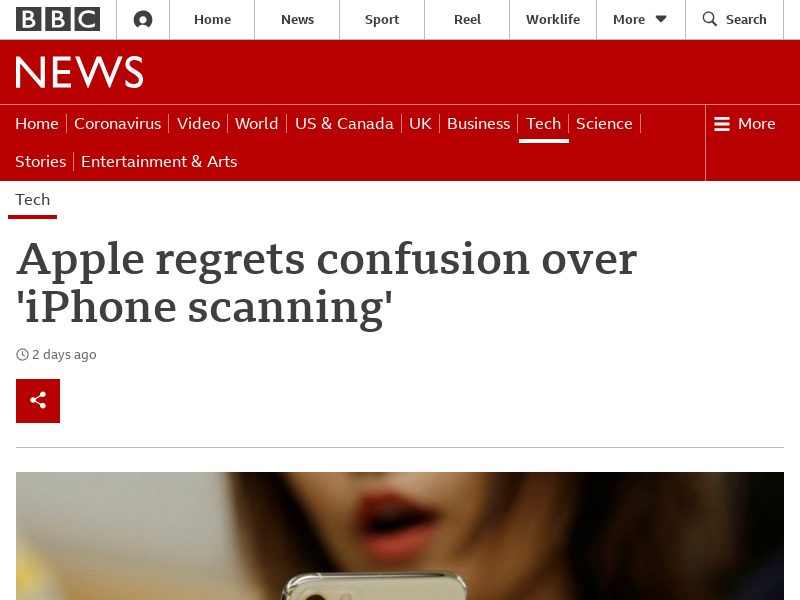 BBC Home News Sport Reel Worklife More Search
NEWS
Home Coronavirus Video World US & Canada UK Business Tech Science More
Stories Entertainment & Arts
Tech
Apple regrets confusion over
'iPhone scanning'
2 days ago